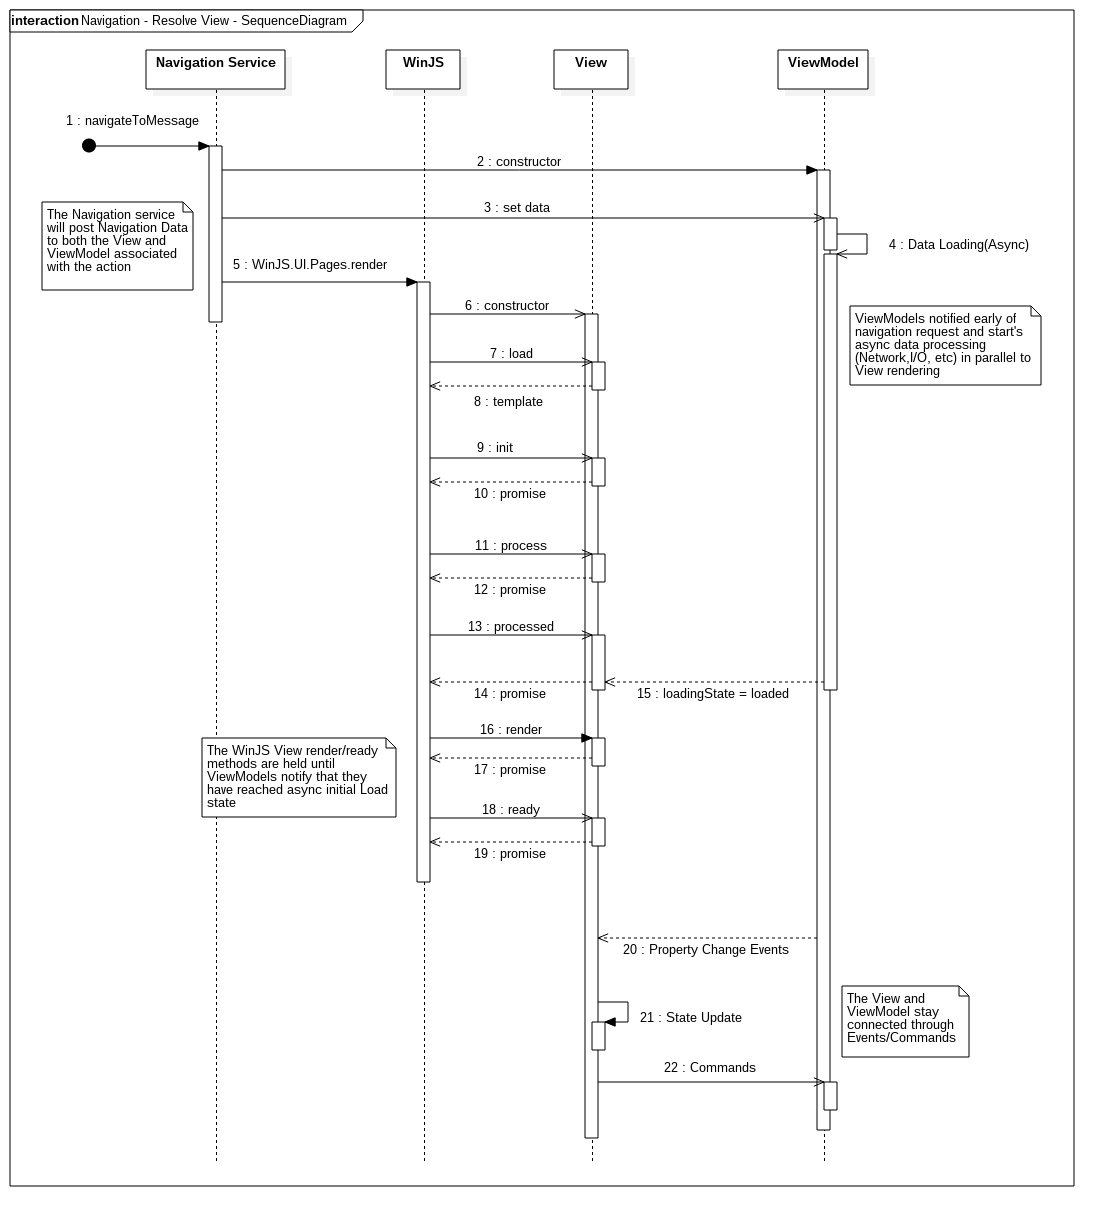 interaction Navigation - Resolve View - SequenceDiagram
Navigation Service
WinJS
View
ViewModel
1 : navigateToMessage
2 : constructor
3 : set data
The Navigation service
will post Navigation Data
to both the View and
ViewModel associated
with the action
4 : Data Loading(Async)
5 : WinJS.UI.Pages.render
6 : constructor
ViewModels notified early of
navigation request and start's
async data processing
(Network,I/O, etc) in parallel to
View rendering
7 : load
8 : template
9 : init
10 : promise
11 : process
12 : promise
13 : processed
14 : promise
15 : loadingState = loaded
16 : render
The WinJS View render/ready
methods are held until
ViewModels notify that they
have reached async initial Load
state
17 : promise
18 : ready
19 : promise
20 : Property Change Events
21 : State Update
The View and
ViewModel stay
connected through
Events/Commands
22 : Commands